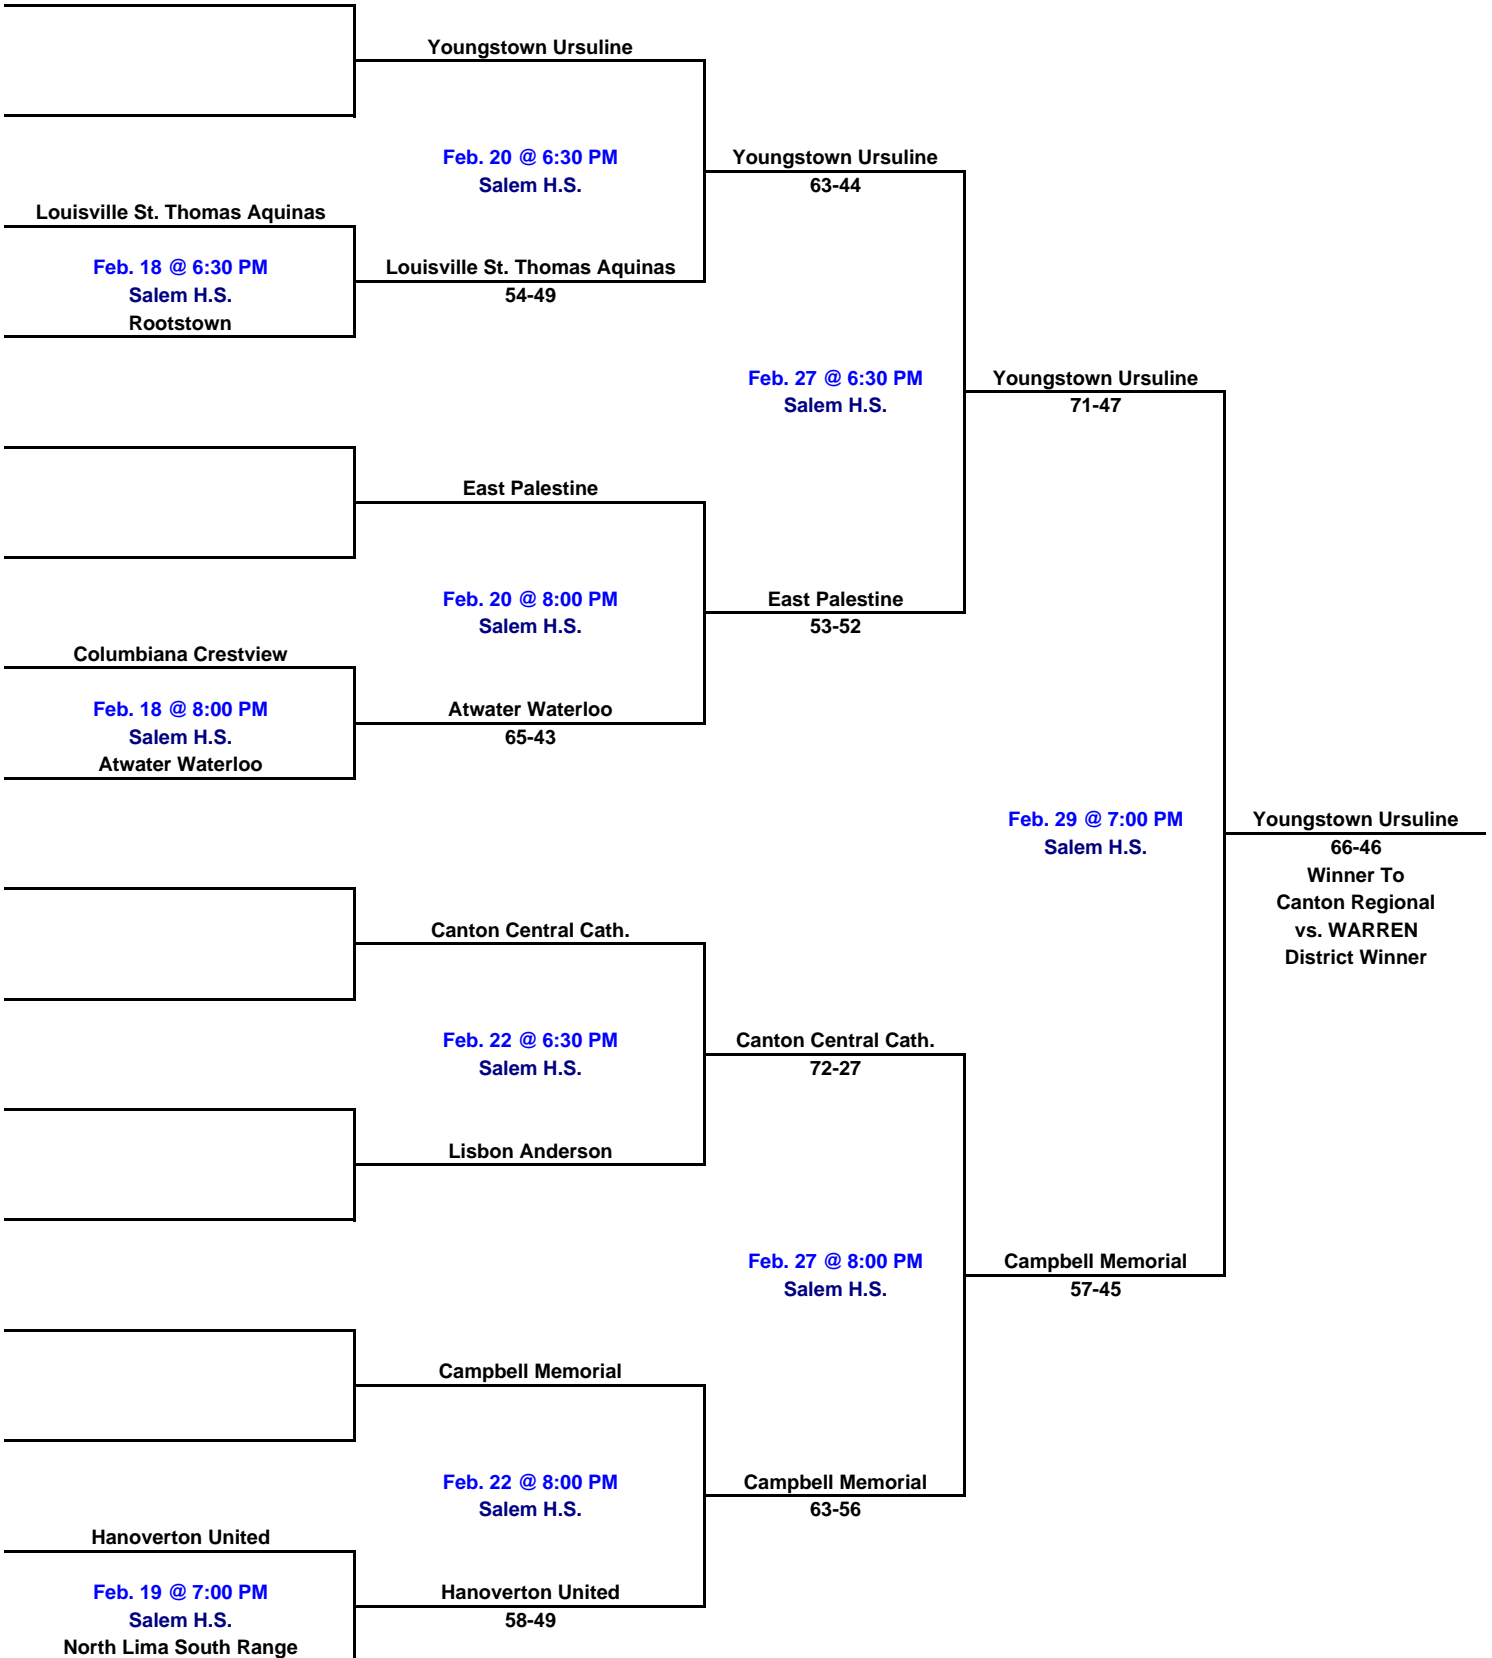 Youngstown Ursuline
Feb. 20 @ 6:30 PM
Salem H.S.
Youngstown Ursuline
63-44
Louisville St. Thomas Aquinas
Feb. 18 @ 6:30 PM
Salem H.S.
Rootstown
Louisville St. Thomas Aquinas
54-49
Feb. 27 @ 6:30 PM
Salem H.S.
Youngstown Ursuline
71-47
East Palestine
Feb. 20 @ 8:00 PM
Salem H.S.
East Palestine
53-52
Columbiana Crestview
Feb. 18 @ 8:00 PM
Salem H.S.
Atwater Waterloo
Atwater Waterloo
65-43
Feb. 29 @ 7:00 PM
Salem H.S.
Youngstown Ursuline
66-46
Winner To
Canton Regional
vs. WARREN
District Winner
Canton Central Cath.
Feb. 22 @ 6:30 PM
Salem H.S.
Canton Central Cath.
72-27
Lisbon Anderson
Feb. 27 @ 8:00 PM
Salem H.S.
Campbell Memorial
57-45
Campbell Memorial
Feb. 22 @ 8:00 PM
Salem H.S.
Campbell Memorial
63-56
Hanoverton United
Feb. 19 @ 7:00 PM
Salem H.S.
North Lima South Range
Hanoverton United
58-49